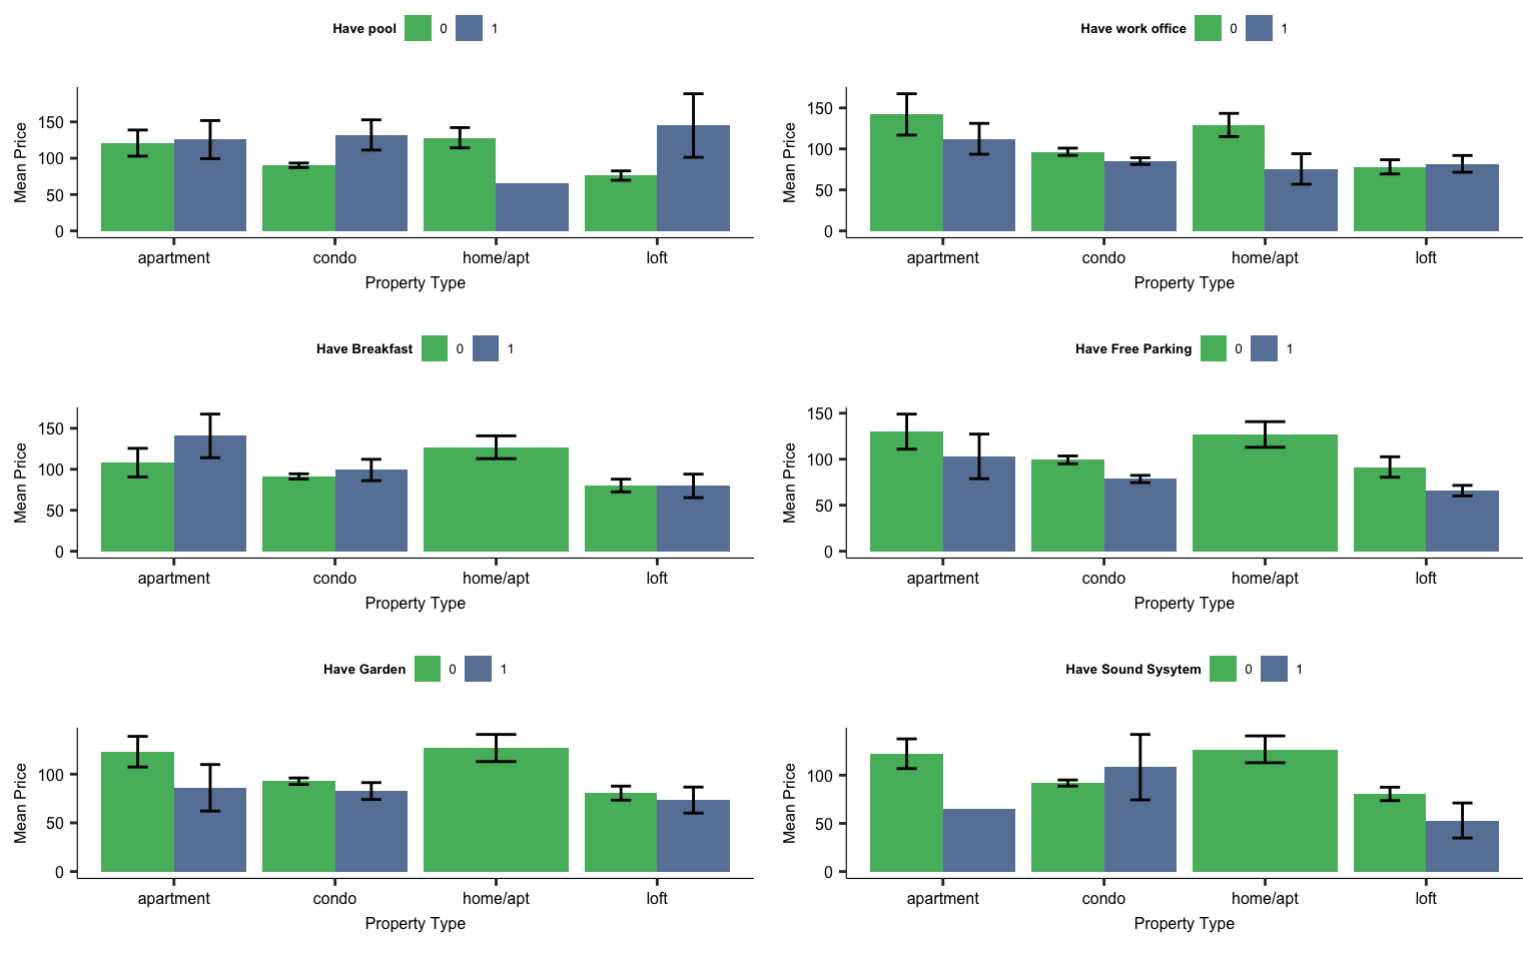 Have pool 0 1
150
100
50
0
Mean Price
apartment condo home/apt loft
Property Type
Have work office 0 1
150
100
50
0
Mean Price
apartment condo home/apt loft
Property Type
Have Breakfast 0 1
150
100
50
0
Mean Price
apartment condo home/apt loft
Property Type
Have Free Parking 0 1
150
100
50
0
Mean Price
apartment condo home/apt loft
Property Type
Have Garden 0 1
100
50
0
Mean Price
apartment condo home/apt loft
Property Type
Have Sound Sysytem 0 1
100
50
0
Mean Price
apartment condo home/apt loft
Property Type